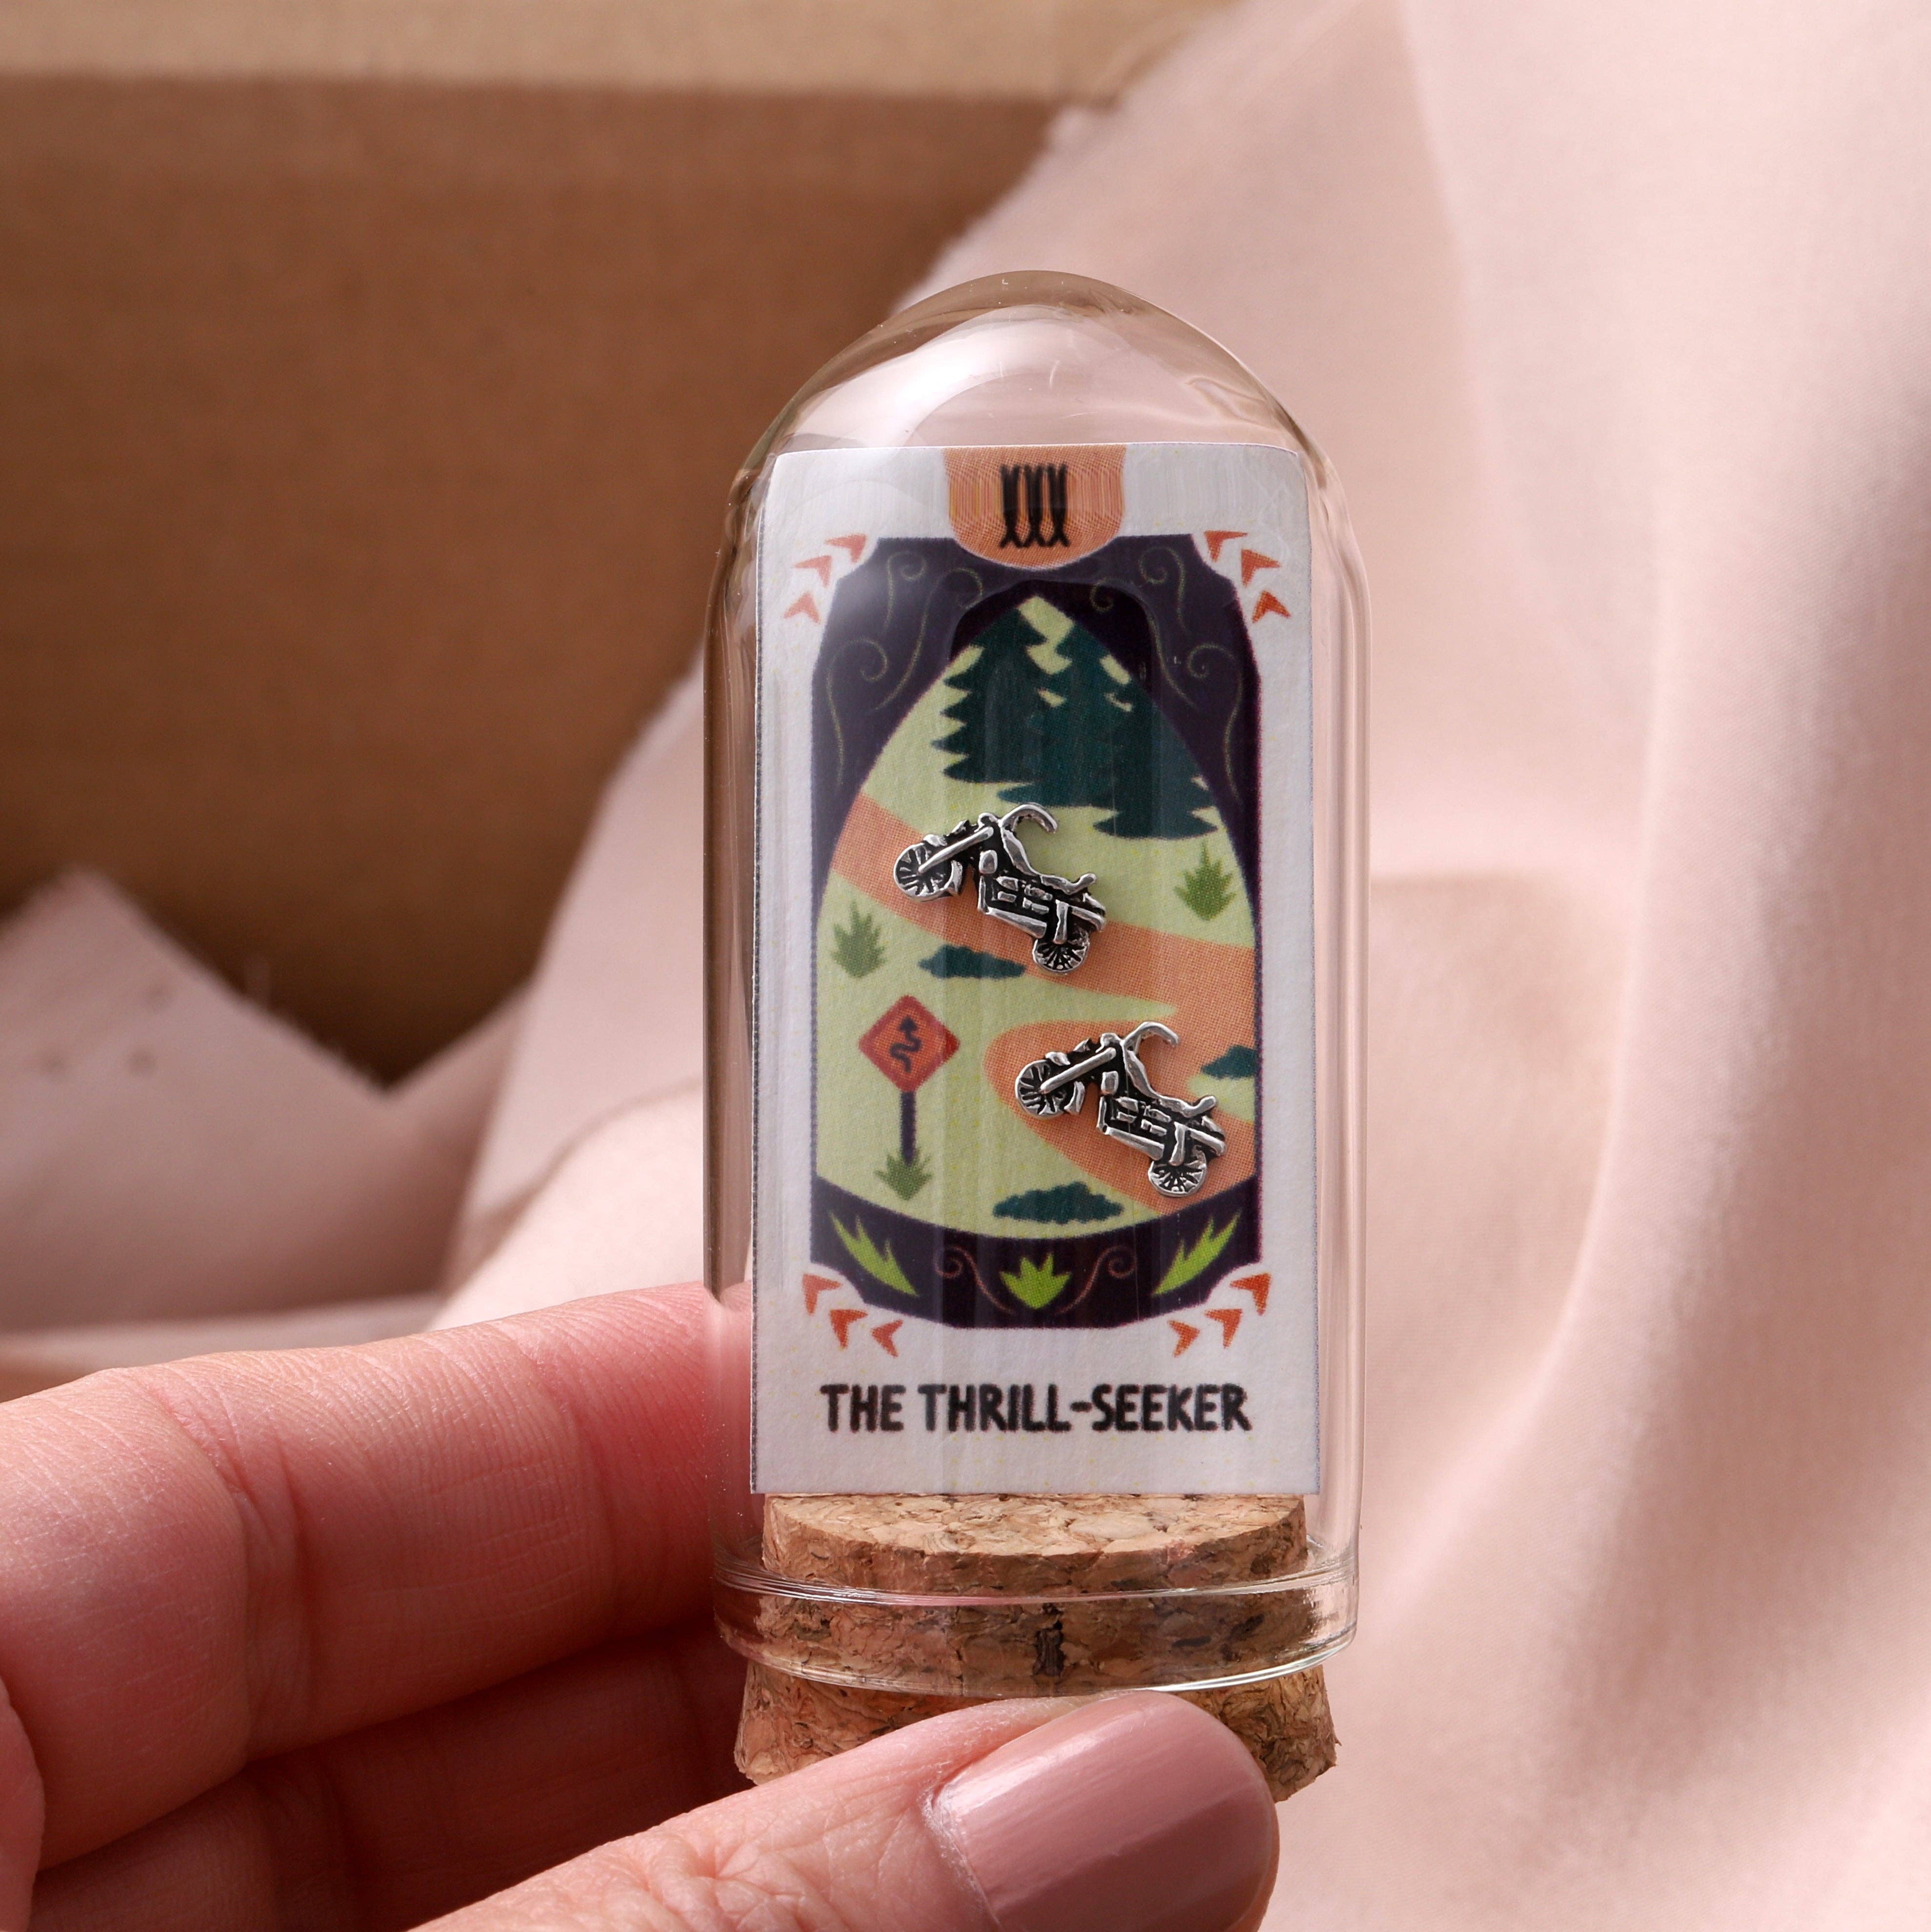 XXX
THE THRILL-SEEKER